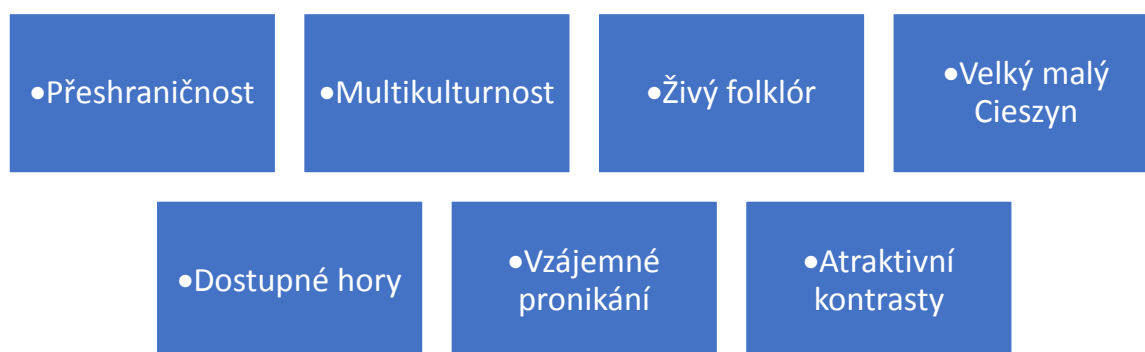 •Přeshraničnost
•Multikulturnost
•Živý folklór
•Velký malý
Cieszyn
•Dostupné hory
•Vzájemné
pronikání
•Atraktivní
kontrasty